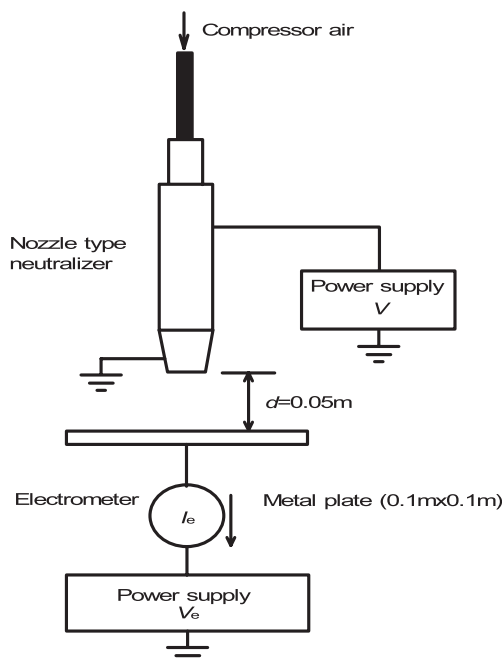 Compressor air
Nozzle type
neutralizer
Power supply
V
d=0.05m
Electrometer
Metal plate (0.1mx0.1m)
Ie
Power supply
Ve